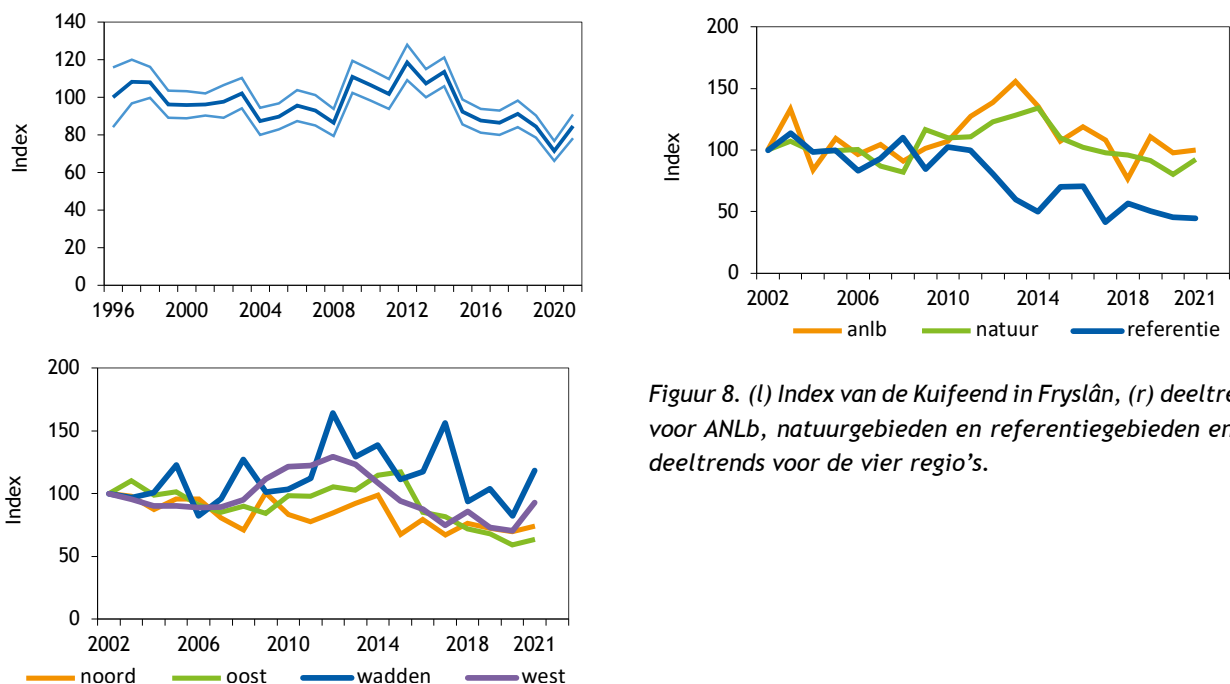 140
120
100
80
60
40
20
0
Index
1996 2000 2004 2008 2012 2016 2020
200
150
100
50
0
Index
2002 2006 2010 2014 2018 2021
anlb natuur referentie
200
150
100
50
0
Index
2002 2006 2010 2014 2018 2021
noord oost wadden west
Figuur 8. (l) Index van de Kuifeend in Fryslân, (r) deeltre
voor ANLb, natuurgebieden en referentiegebieden en
deeltrends voor de vier regio's.